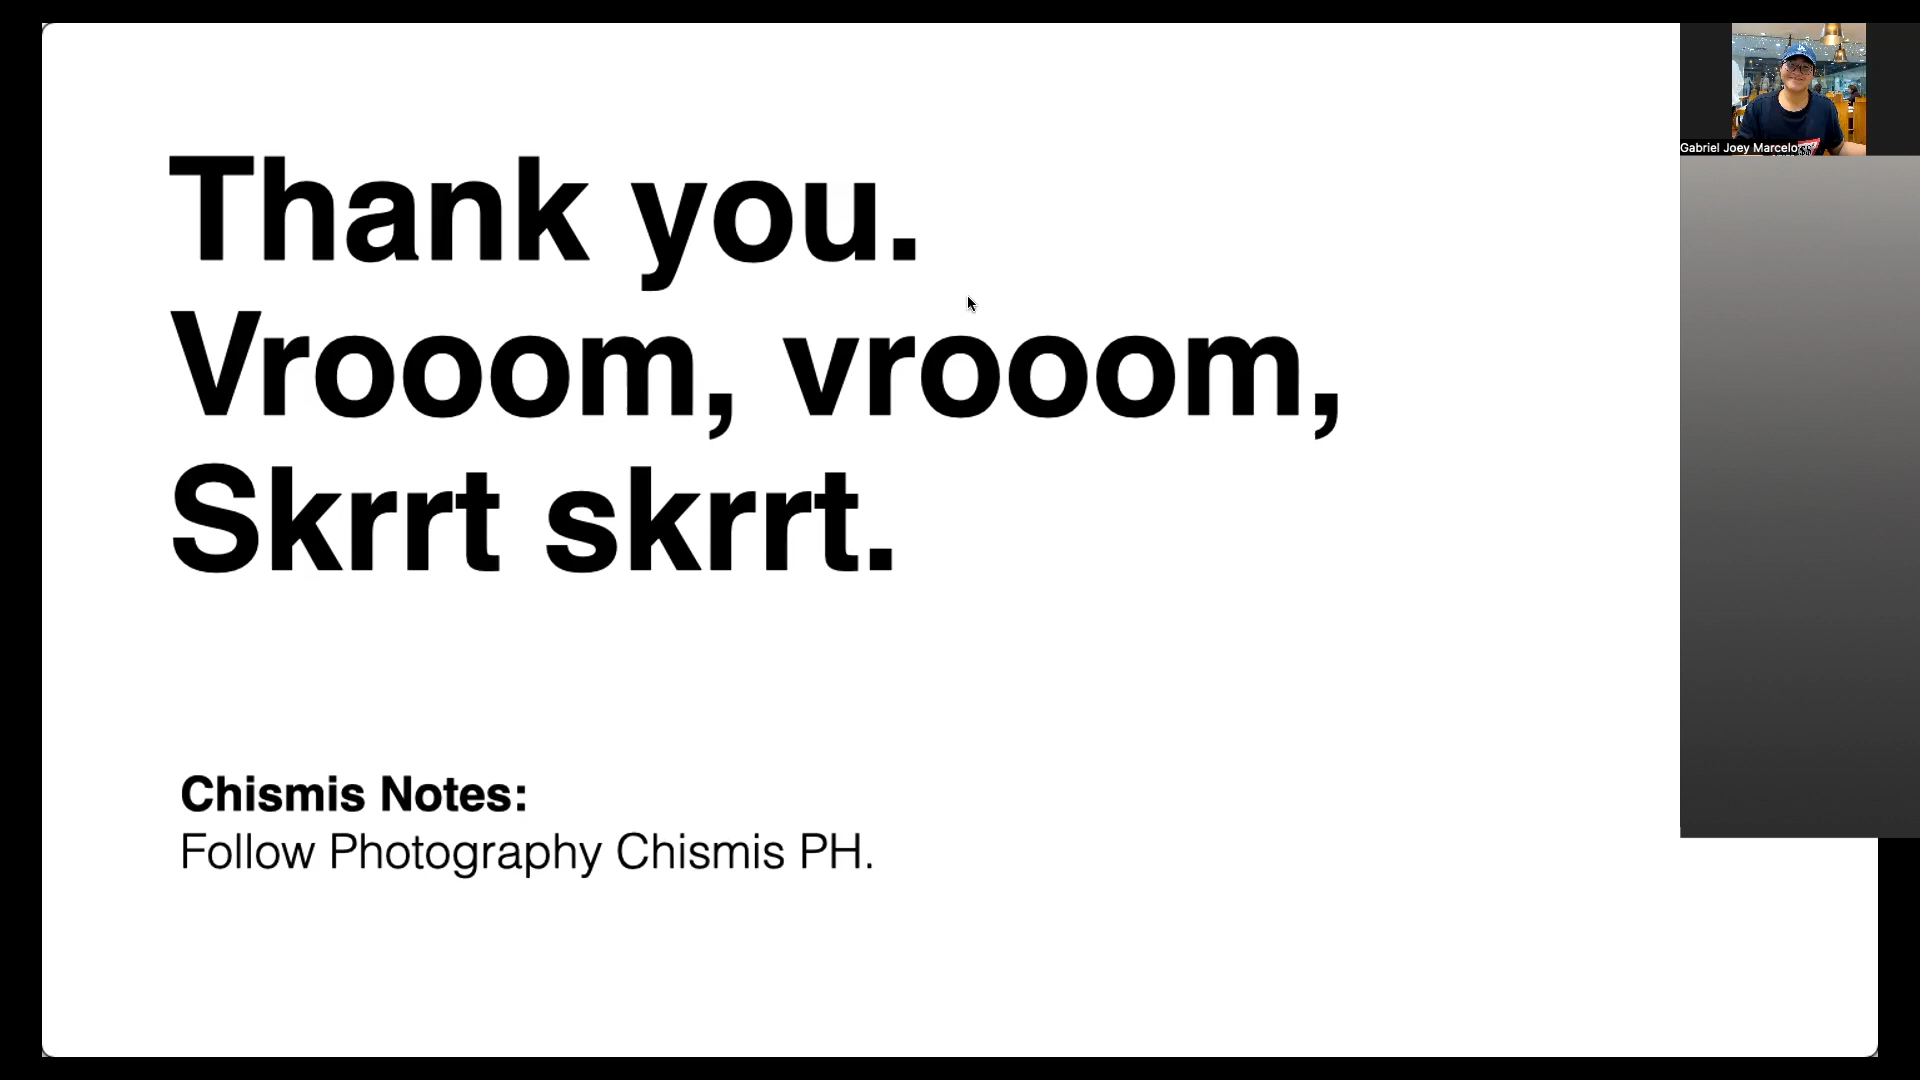 Thank you.
Vrooom, vrooom,
Skrrt skrrt.
Chismis Notes:
Follow Photography Chismis PH.
Gabriel Joey Marcelo